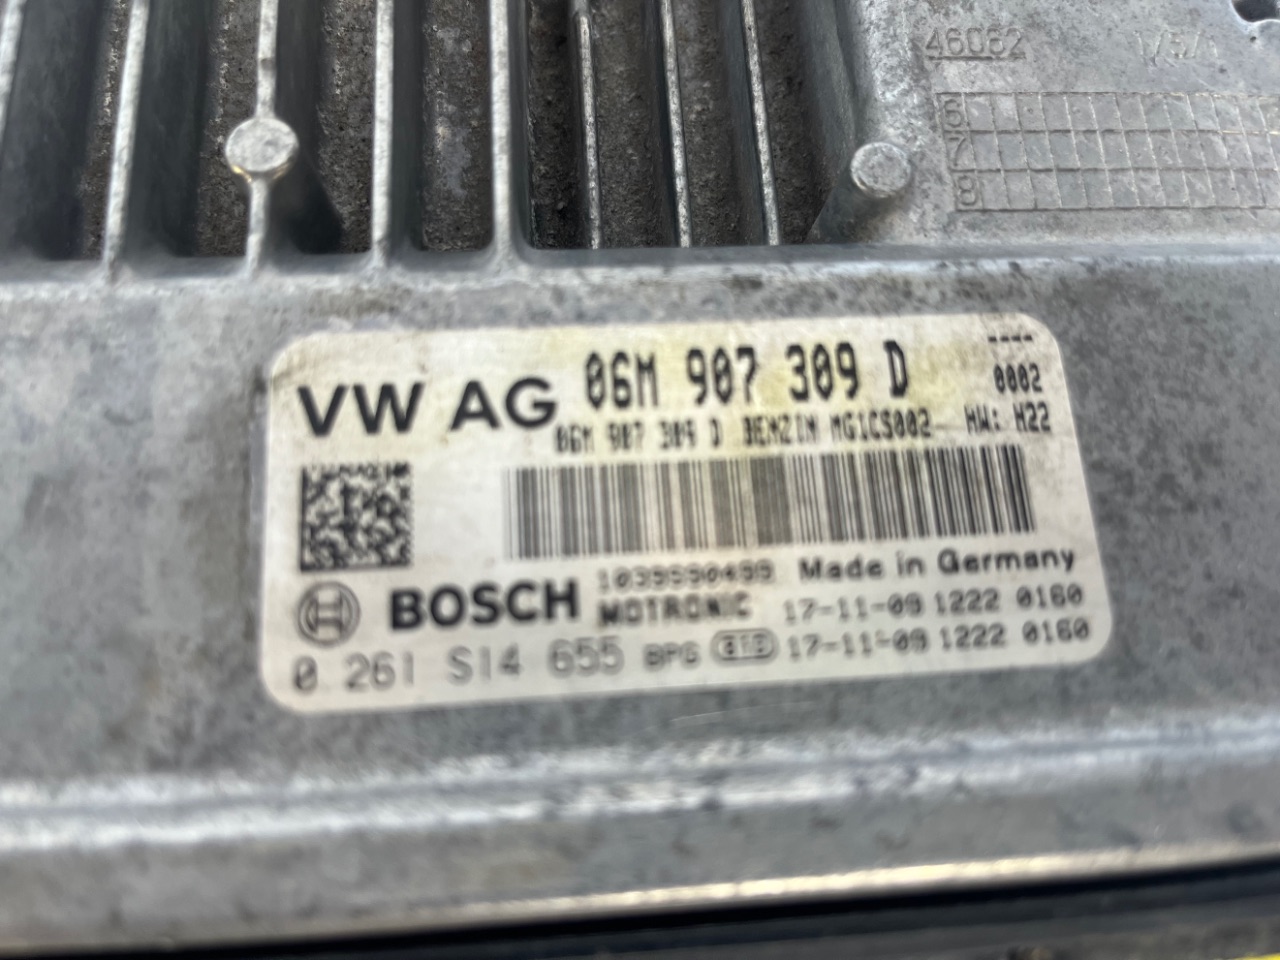 46062
6
7
8
VW AG 06M 907 309 D ----
0002
06M 907 309 D BENZIN MG1CS002 HW: H22
1039S90499 Made in Germany
BOSCH MOTRONIC 17-11-09 1222 0160
0 261 S14 655 BPG 17-11-09 1222 0160